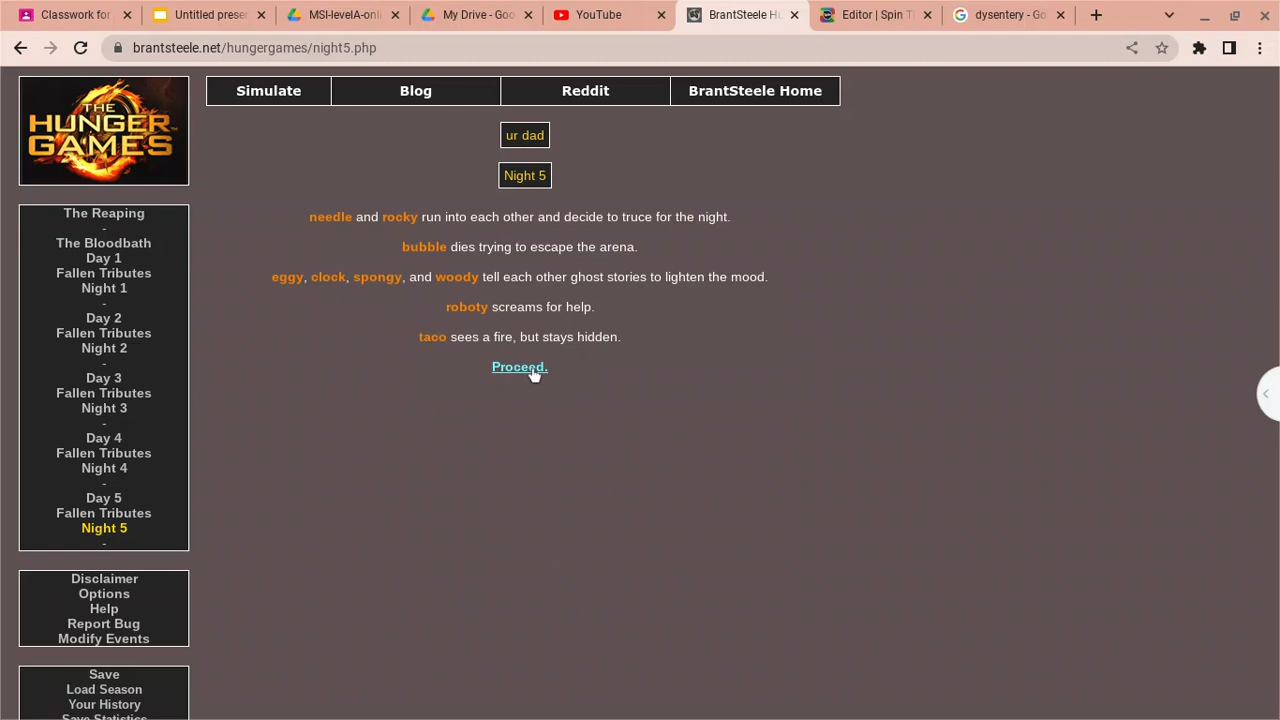 Classwork for
Untitled preser
MSI-levelA-onli
My Drive - Goo
YouTube
BrantSteele Hu
Editor | Spin Ti
dysentery - Go
brantsteele.net/hungergames/night5.php
THE HUNGER GAMES
Simulate Blog Reddit BrantSteele Home
ur dad
Night 5
needle and rocky run into each other and decide to truce for the night.
bubble dies trying to escape the arena.
eggy, clock, spongy, and woody tell each other ghost stories to lighten the mood.
roboty screams for help.
taco sees a fire, but stays hidden.
Proceed.
The Reaping
-
The Bloodbath
Day 1
Fallen Tributes
Night 1
-
Day 2
Fallen Tributes
Night 2
-
Day 3
Fallen Tributes
Night 3
-
Day 4
Fallen Tributes
Night 4
-
Day 5
Fallen Tributes
Night 5
-
Disclaimer
Options
Help
Report Bug
Modify Events
Save
Load Season
Your History
Save Statistics